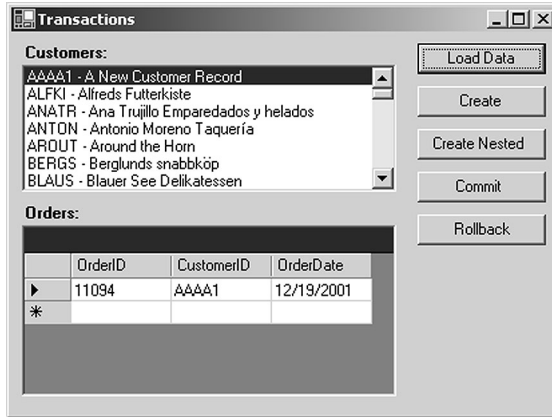 Transactions
Customers:
AAAA1 - A New Customer Record
ALFKI - Alfreds Futterkiste
ANATR - Ana Trujillo Emparedados y helados
ANTON - Antonio Moreno Taquería
AROUT - Around the Horn
BERGS - Berglunds snabbköp
BLAUS - Blauer See Delikatessen
Load Data
Create
Create Nested
Commit
Rollback
Orders:
OrderID CustomerID OrderDate
11094 AAAA1 12/19/2001